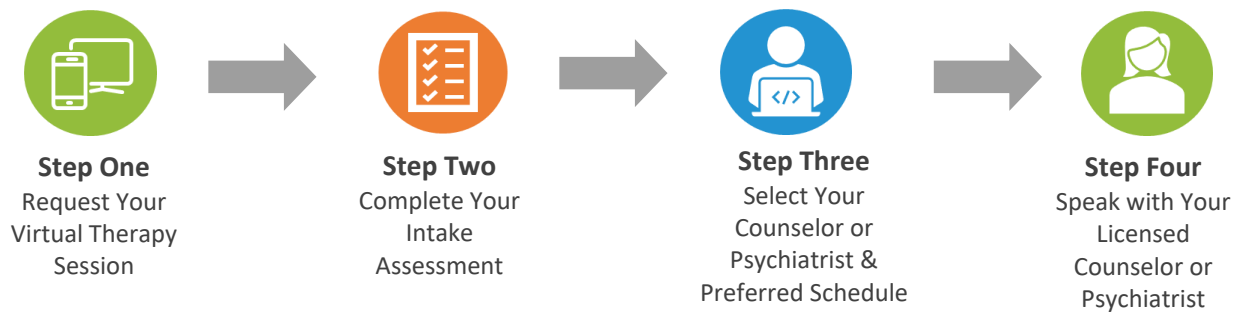 </>
Step One
Request Your
Virtual Therapy
Session
Step Two
Complete Your
Intake
Assessment
Step Three
Select Your
Counselor or
Psychiatrist &
Preferred Schedule
Step Four
Speak with Your
Licensed
Counselor or
Psychiatrist